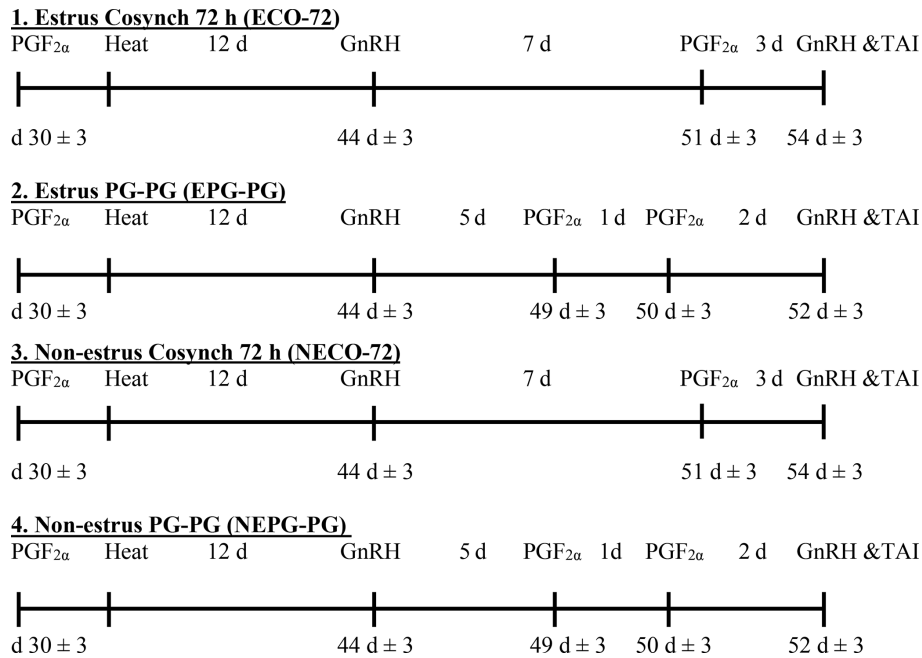 1. Estrus Cosynch 72 h (ECO-72)
PGF2α Heat 12 d GnRH 7 d PGF2α 3 d GnRH &TAI
d 30 ± 3 44 d ± 3 51 d ± 3 54 d ± 3
2. Estrus PG-PG (EPG-PG)
PGF2α Heat 12 d GnRH 5 d PGF2α 1 d PGF2α 2 d GnRH &TAI
d 30 ± 3 44 d ± 3 49 d ± 3 50 d ± 3 52 d ± 3
3. Non-estrus Cosynch 72 h (NECO-72)
PGF2α Heat 12 d GnRH 7 d PGF2α 3 d GnRH &TAI
d 30 ± 3 44 d ± 3 51 d ± 3 54 d ± 3
4. Non-estrus PG-PG (NEPG-PG)
PGF2α Heat 12 d GnRH 5 d PGF2α 1d PGF2α 2 d GnRH &TAI
d 30 ± 3 44 d ± 3 49 d ± 3 50 d ± 3 52 d ± 3